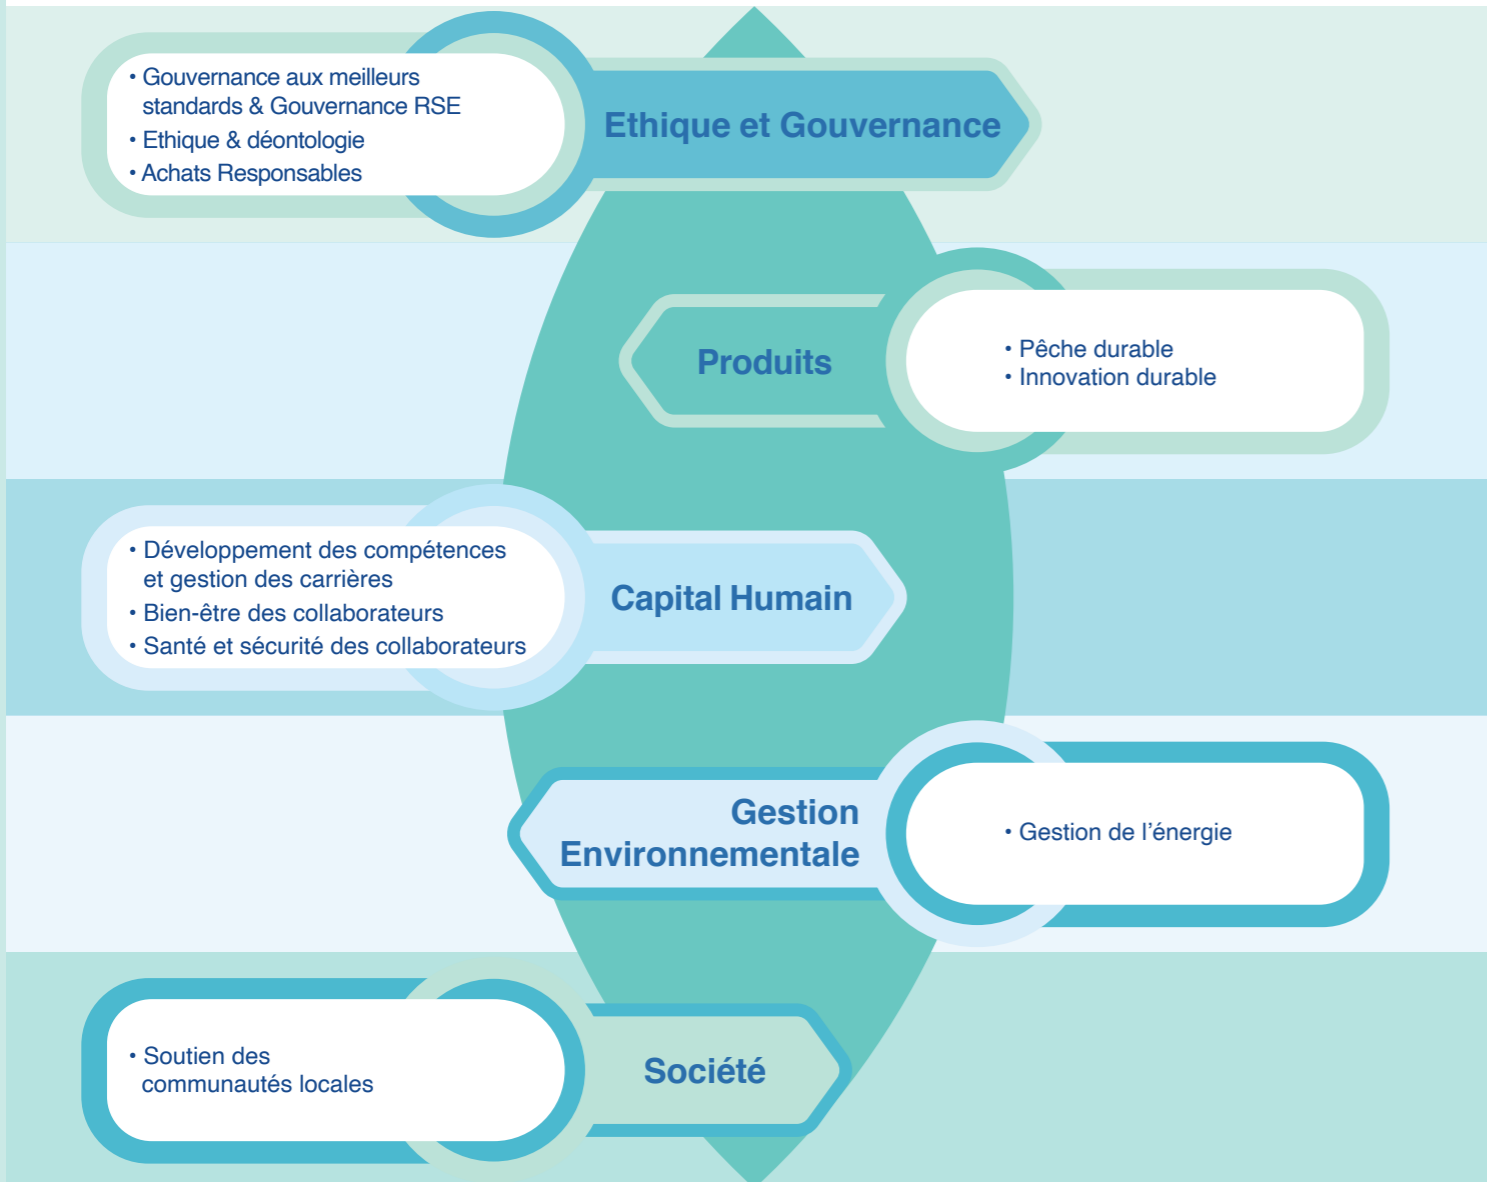 • Gouvernance aux meilleurs
standards & Gouvernance RSE
• Ethique & déontologie
• Achats Responsables
Ethique et Gouvernance
Produits
• Pêche durable
• Innovation durable
• Développement des compétences
et gestion des carrières
• Bien-être des collaborateurs
• Santé et sécurité des collaborateurs
Capital Humain
Gestion
Environnementale
• Gestion de l’énergie
• Soutien des
communautés locales
Société